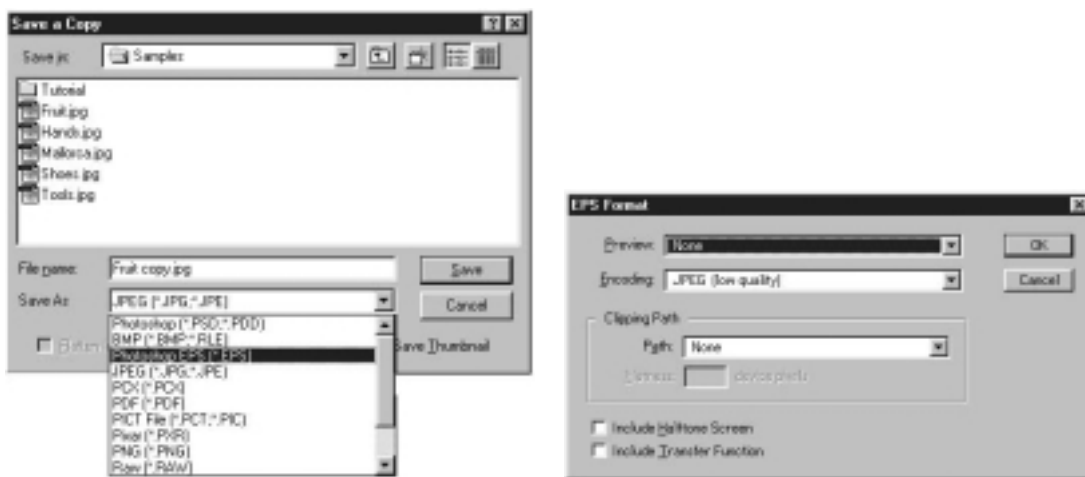 Save a Copy
Save in: Samples
Tutorial
Fruit.jpg
Hands.jpg
Mallorca.jpg
Shoes.jpg
Tools.jpg
File name: Fruit copy.jpg Save
Save As: JPEG (*.JPG;*.JPE) Cancel
Photoshop (*.PSD;*.PDD)
BMP (*.BMP;*.RLE)
Photoshop EPS (*.EPS)
JPEG (*.JPG;*.JPE)
PCX (*.PCX)
PDF (*.PDF)
PICT File (*.PCT;*.PIC)
Pixar (*.PXR)
PNG (*.PNG)
Raw (*.RAW)
Save Thumbnail
EPS Format
Preview: None OK
Encoding: JPEG (low quality) Cancel
Clipping Path
Path: None
Flatness: device pixels
Include Halftone Screen
Include Transfer Function